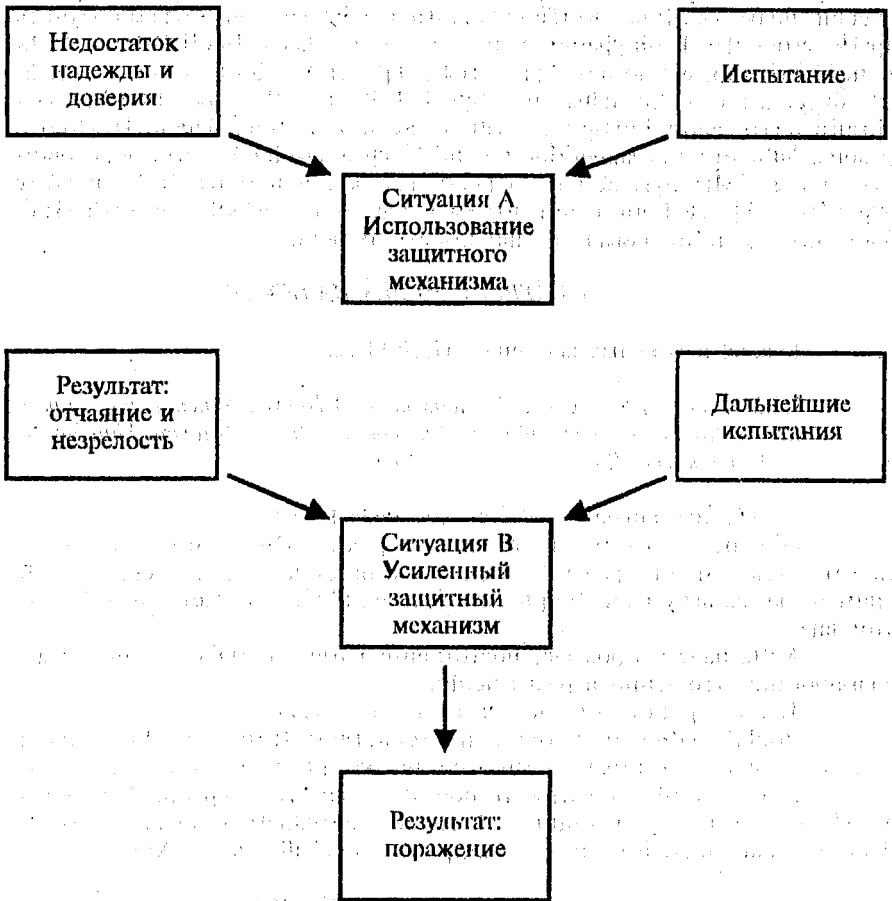 Недостаток
надежды и
доверия
Испытание
Ситуация А
Использование
защитного
механизма
Результат:
отчаяние и
незрелость
Дальнейшие
испытания
Ситуация В
Усиленный
защитный
механизм
Результат:
поражение